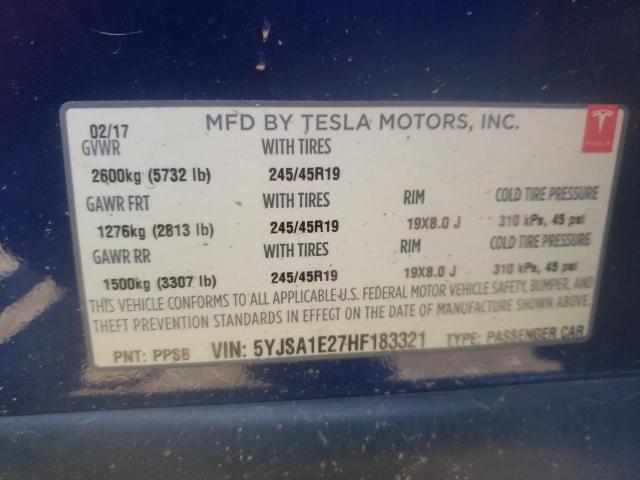 02/17 MFD BY TESLA MOTORS, INC.
TESLA
GVWR WITH TIRES
2600kg (5732 lb) 245/45R19
GAWR FRT WITH TIRES RIM COLD TIRE PRESSURE
1276kg (2813 lb) 245/45R19 19X8.0 J 310 kPs, 45 psi
GAWR RR WITH TIRES RIM COLD TIRE PRESSURE
1500kg (3307 lb) 245/45R19 19X8.0 J 310 kPs, 45 psi
THIS VEHICLE CONFORMS TO ALL APPLICABLE U.S. FEDERAL MOTOR VEHICLE SAFETY, BUMPER, AND
THEFT PREVENTION STANDARDS IN EFFECT ON THE DATE OF MANUFACTURE SHOWN ABOVE.
PNT: PPSB VIN: 5YJSA1E27HF183321 TYPE: PASSENGER CAR